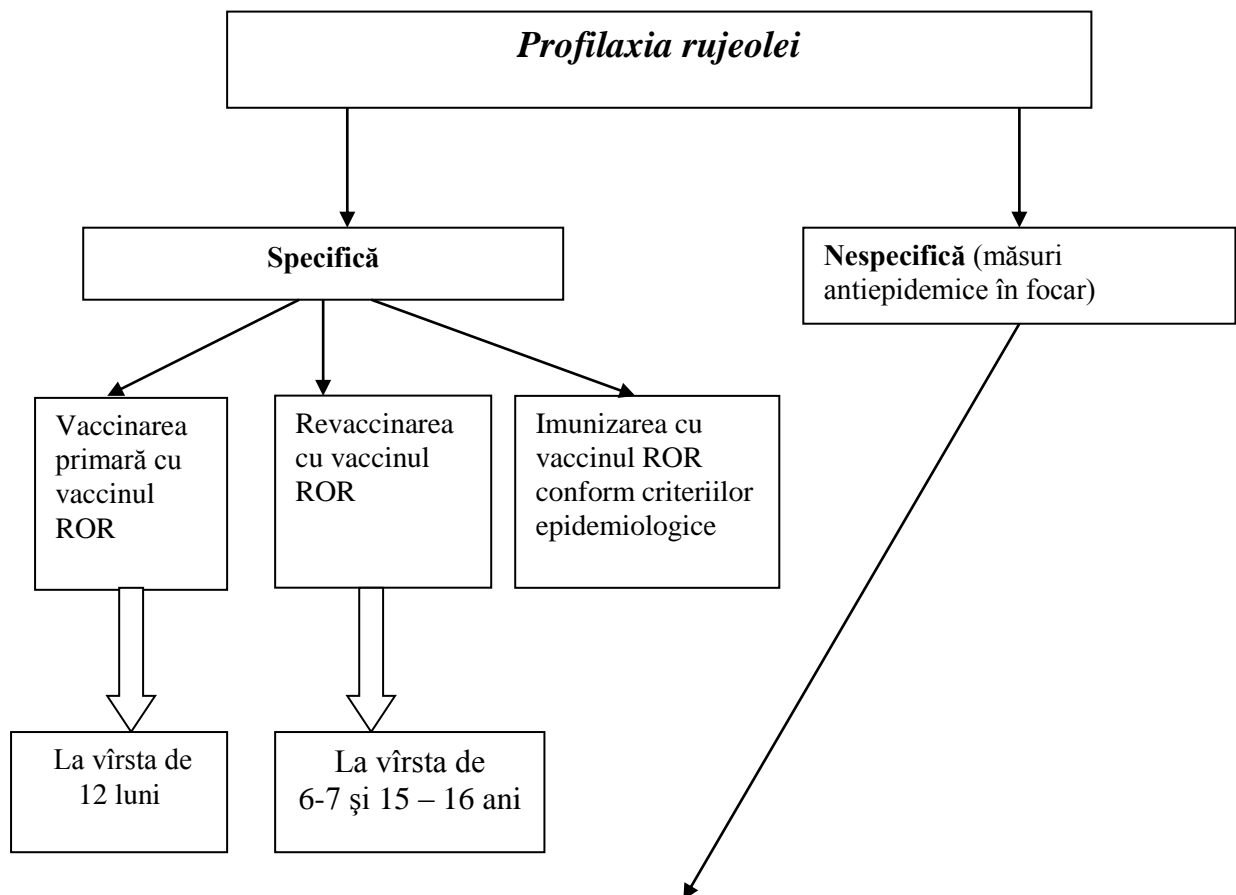 Profilaxia rujeolei
Specifică
Nespecifică (măsuri
antiepidemice în focar)
Vaccinarea
primară cu
vaccinul
ROR
Revaccinarea
cu vaccinul
ROR
Imunizarea cu
vaccinul ROR
conform criteriilor
epidemiologice
La vîrsta de
12 luni
La vîrsta de
6-7 şi 15 – 16 ani